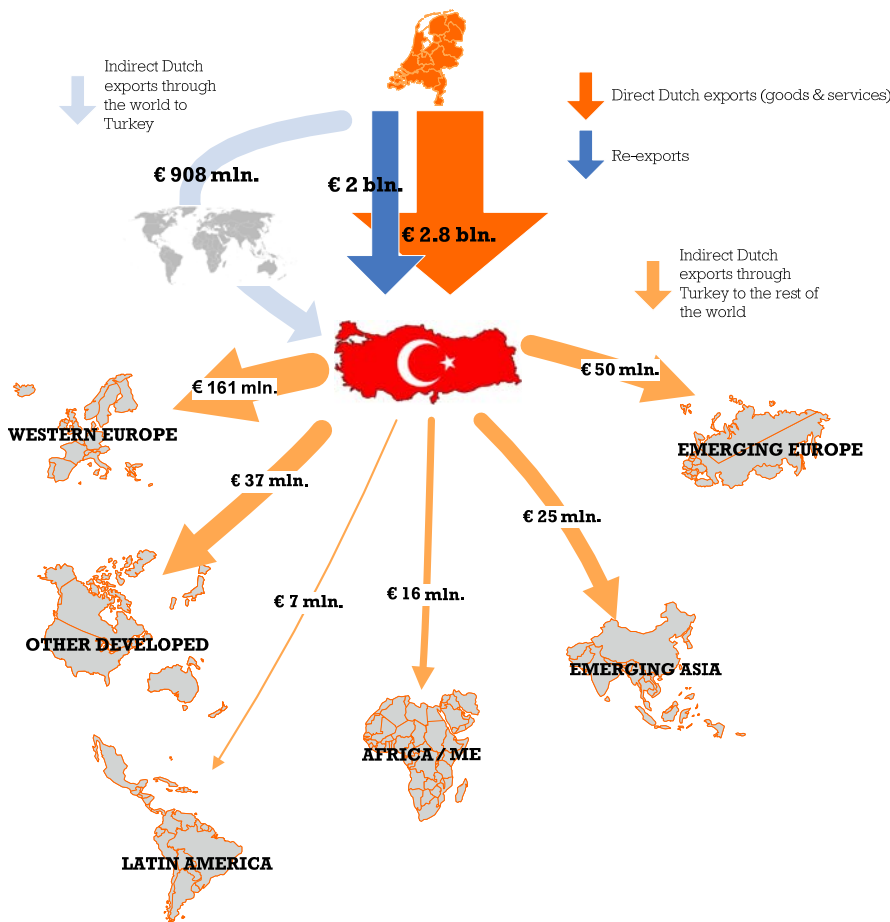 Indirect Dutch
exports through
the world to
Turkey
Direct Dutch exports (goods & services)
Re-exports
€ 908 mln.
€ 2 bln.
€ 2.8 bln.
Indirect Dutch
exports through
Turkey to the rest of
the world
€ 161 mln.
€ 50 mln.
WESTERN EUROPE
EMERGING EUROPE
€ 37 mln.
€ 25 mln.
€ 7 mln.
€ 16 mln.
OTHER DEVELOPED
EMERGING ASIA
AFRICA / ME
LATIN AMERICA